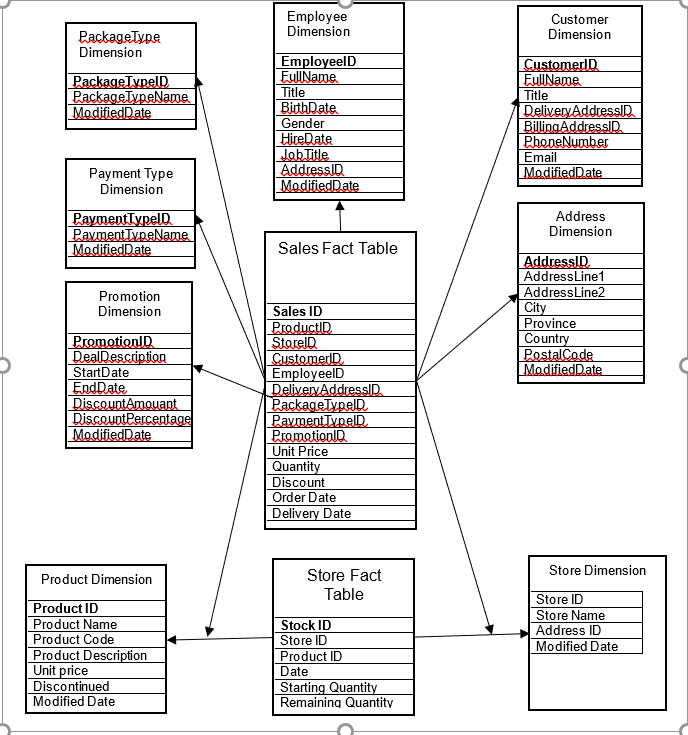 PackageType
Dimension
PackageTypeID
PackageTypeName
ModifiedDate
Employee
Dimension
EmployeeID
FullName
Title
BirthDate
Gender
HireDate
JobTitle
AddressID
ModifiedDate
Customer
Dimension
CustomerID
FullName
Title
DeliveryAddressID
BillingAddressID
PhoneNumber
Email
ModifiedDate
Payment Type
Dimension
PaymentTypeID
PaymentTypeName
ModifiedDate
Sales Fact Table
Sales ID
ProductID
StoreID
CustomerID
EmployeeID
DeliveryAddressID
PackageTypeID
PaymentTypeID
PromotionID
Unit Price
Quantity
Discount
Order Date
Delivery Date
Address
Dimension
AddressID
AddressLine1
AddressLine2
City
Province
Country
PostalCode
ModifiedDate
Promotion
Dimension
PromotionID
DealDescription
StartDate
EndDate
DiscountAmouant
DiscountPercentage
ModifiedDate
Product Dimension
Product ID
Product Name
Product Code
Product Description
Unit price
Discontinued
Modified Date
Store Fact
Table
Stock ID
Store ID
Product ID
Date
Starting Quantity
Remaining Quantity
Store Dimension
Store ID
Store Name
Address ID
Modified Date